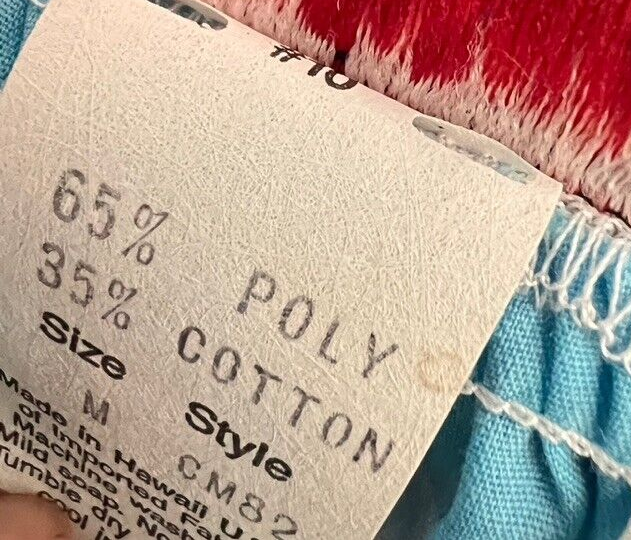 #10
65% POLY
35% COTTON
Size Style
M CM82
Made in Hawaii U
of Imported Fa
Machine wash
Mild soap. No
Tumble dry
cool i